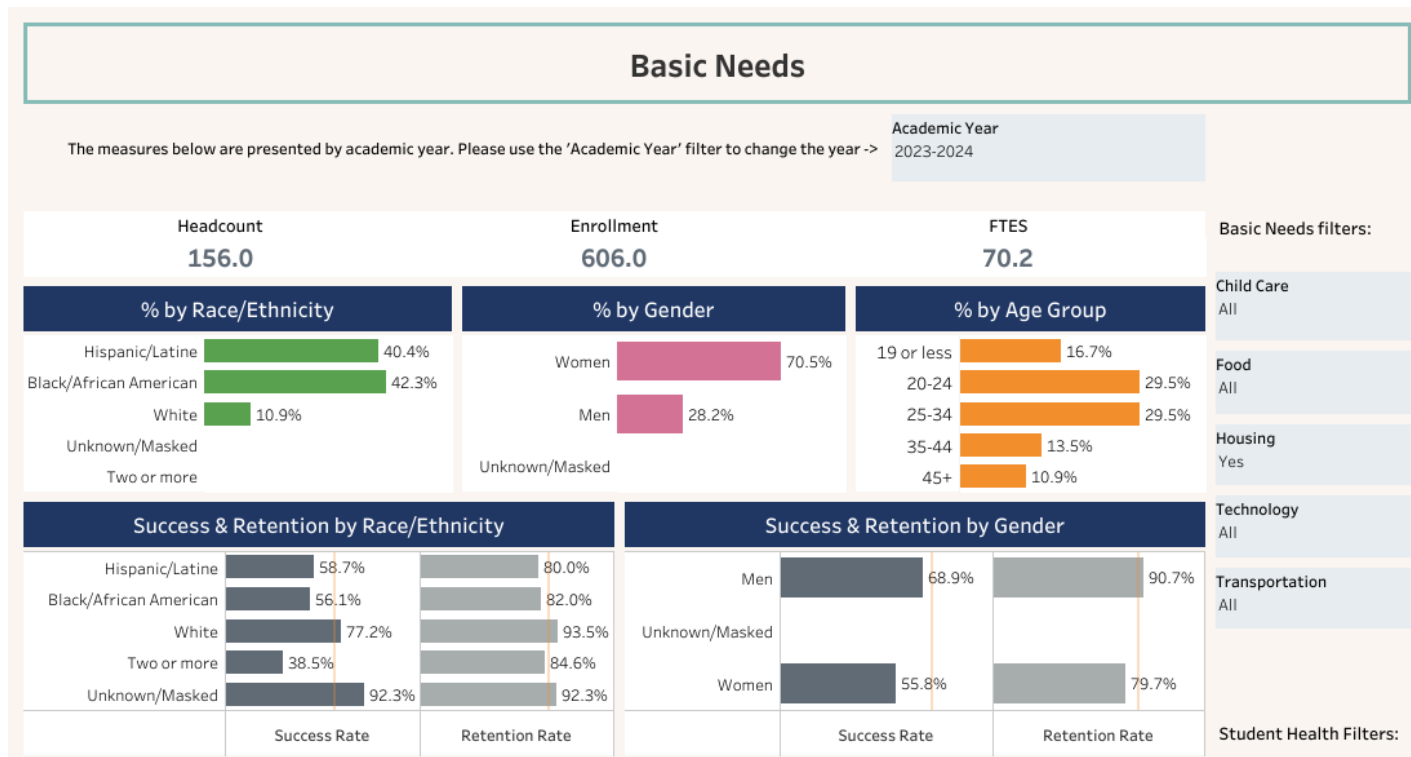 Basic Needs
The measures below are presented by academic year. Please use the 'Academic Year' filter to change the year ->
Academic Year
2023-2024
Headcount
156.0
Enrollment
606.0
FTES
70.2
Basic Needs filters:
% by Race/Ethnicity
Hispanic/Latine 40.4%
Black/African American 42.3%
White 10.9%
Unknown/Masked
Two or more
% by Gender
Women 70.5%
Men 28.2%
Unknown/Masked
% by Age Group
19 or less 16.7%
20-24 29.5%
25-34 29.5%
35-44 13.5%
45+ 10.9%
Child Care
All
Food
All
Housing
Yes
Technology
All
Transportation
All
Success & Retention by Race/Ethnicity
Hispanic/Latine 58.7% 80.0%
Black/African American 56.1% 82.0%
White 77.2% 93.5%
Two or more 38.5% 84.6%
Unknown/Masked 92.3% 92.3%
Success Rate Retention Rate
Success & Retention by Gender
Men 68.9% 90.7%
Unknown/Masked
Women 55.8% 79.7%
Success Rate Retention Rate
Student Health Filters: